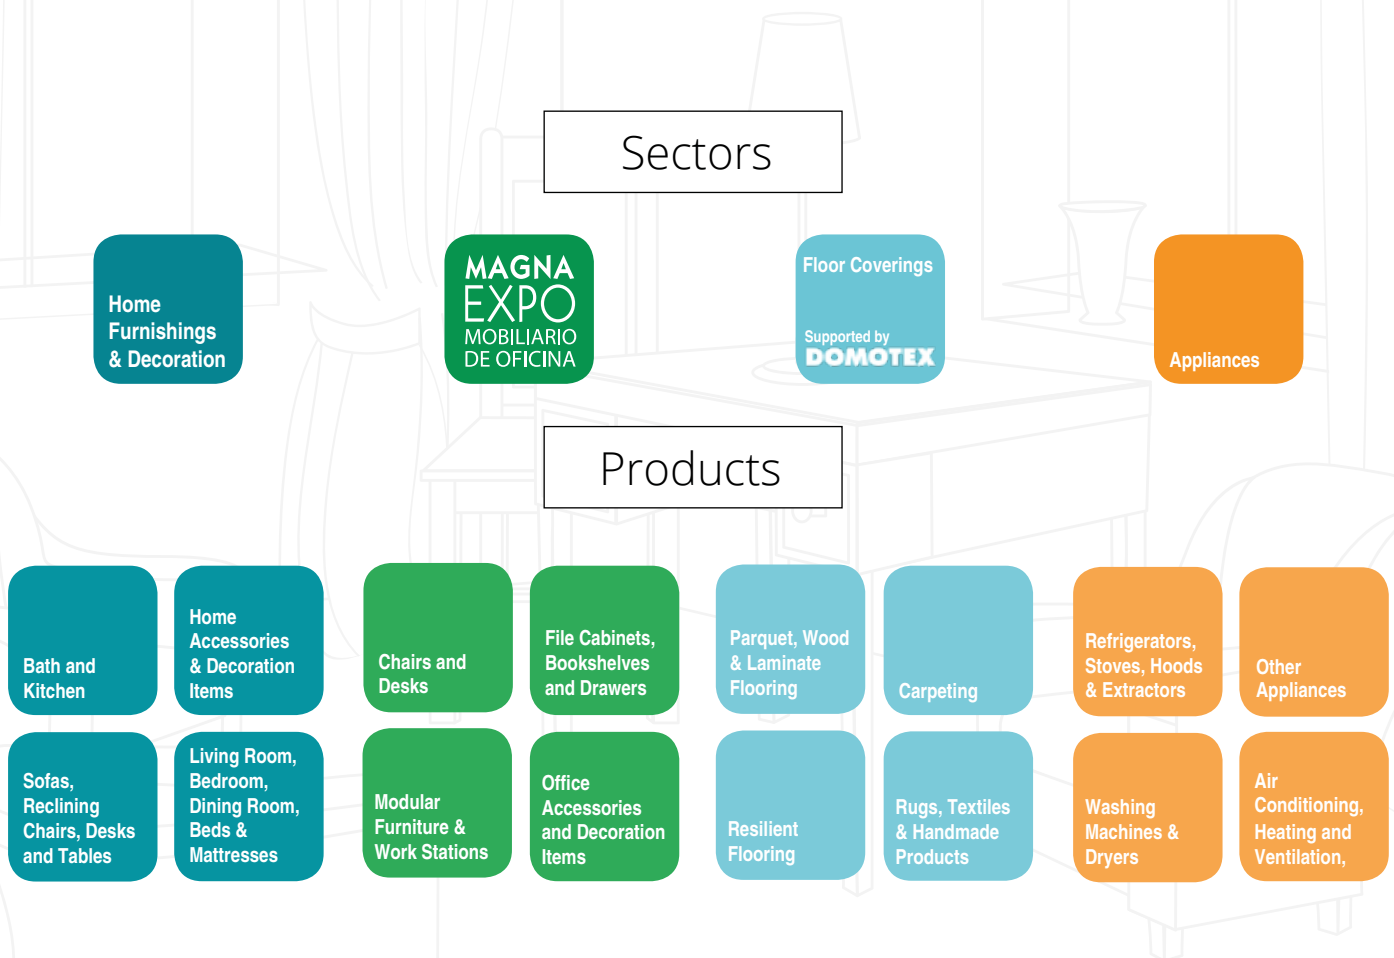 Sectors
Home
Furnishings
& Decoration
MAGNA
EXPO
MOBILIARIO
DE OFICINA
Floor Coverings
Supported by
DOMOTEX
Appliances
Products
Bath and
Kitchen
Home
Accessories
& Decoration
Items
Chairs and
Desks
File Cabinets,
Bookshelves
and Drawers
Parquet, Wood
& Laminate
Flooring
Carpeting
Refrigerators,
Stoves, Hoods
& Extractors
Other
Appliances
Sofas,
Reclining
Chairs, Desks
and Tables
Living Room,
Bedroom,
Dining Room,
Beds &
Mattresses
Modular
Furniture &
Work Stations
Office
Accessories
and Decoration
Items
Resilient
Flooring
Rugs, Textiles
& Handmade
Products
Washing
Machines &
Dryers
Air
Conditioning,
Heating and
Ventilation,